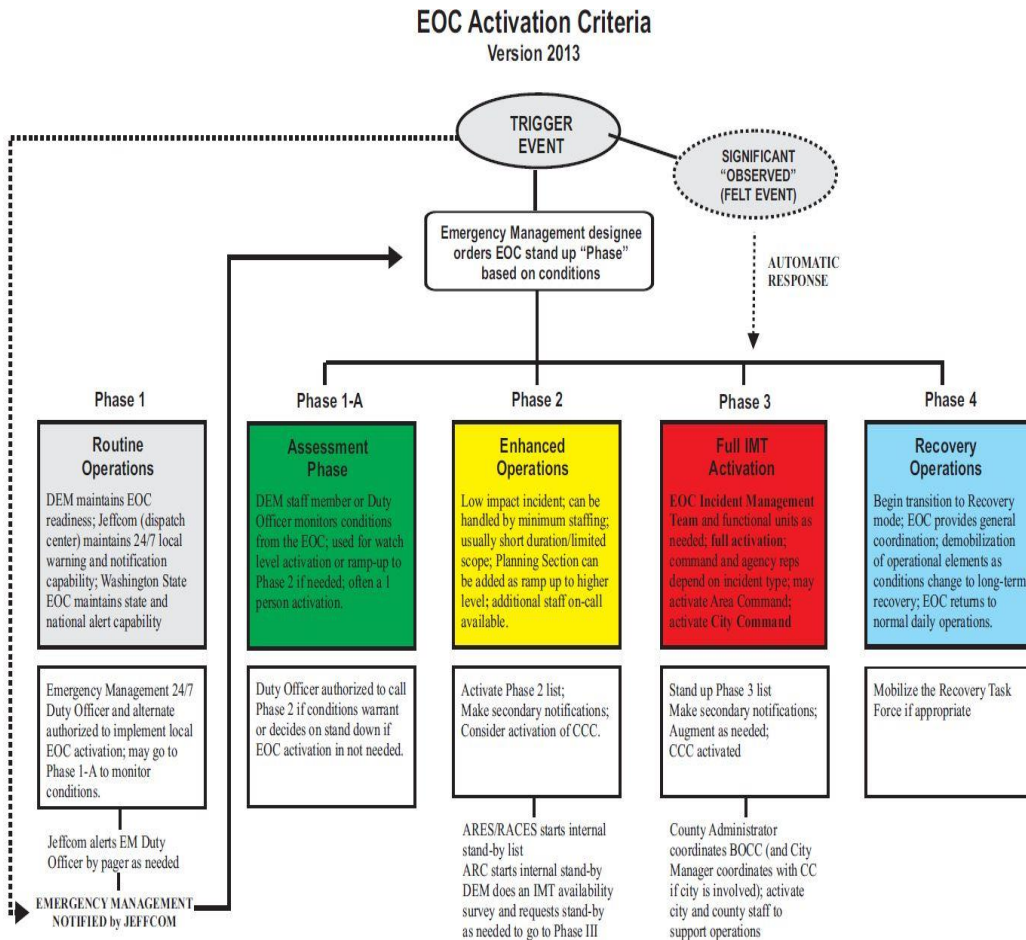 EOC Activation Criteria
Version 2013
TRIGGER
EVENT
SIGNIFICANT
“OBSERVED”
(FELT EVENT)
Emergency Management designee
orders EOC stand up “Phase”
based on conditions
AUTOMATIC
RESPONSE
Phase 1
Routine
Operations
DEM maintains EOC
readiness; Jeffcom (dispatch
center) maintains 24/7 local
warning and notification
capability; Washington State
EOC maintains state and
national alert capability
Emergency Management 24/7
Duty Officer and alternate
authorized to implement local
EOC activation; may go to
Phase 1-A to monitor
conditions.
Jeffcom alerts EM Duty
Officer by pager as needed
EMERGENCY MANAGEMENT
NOTIFIED by JEFFCOM
Phase 1-A
Assessment
Phase
DEM staff member or Duty
Officer monitors conditions
from the EOC; used for watch
level activation or ramp-up to
Phase 2 if needed; often a 1
person activation.
Duty Officer authorized to call
Phase 2 if conditions warrant
or decides on stand down if
EOC activation in not needed.
Phase 2
Enhanced
Operations
Low impact incident; can be
handled by minimum staffing;
usually short duration/limited
scope; Planning Section can
be added as ramp up to higher
level; additional staff on-call
available.
Activate Phase 2 list;
Make secondary notifications;
Consider activation of CCC.
ARES/RACES starts internal
stand-by list
ARC starts internal stand-by
DEM does an IMT availability
survey and requests stand-by
as needed to go to Phase III
Phase 3
Full IMT
Activation
EOC Incident Management
Team and functional units as
needed; full activation;
command and agency reps
depend on incident type; may
activate Area Command;
activate City Command
Stand up Phase 3 list
Make secondary notifications;
Augment as needed;
CCC activated
County Administrator
coordinates BOCC (and City
Manager coordinates with CC
if city is involved); activate
city and county staff to
support operations
Phase 4
Recovery
Operations
Begin transition to Recovery
mode; EOC provides general
coordination; demobilization
of operational elements as
conditions change to long-term
recovery; EOC returns to
normal daily operations.
Mobilize the Recovery Task
Force if appropriate